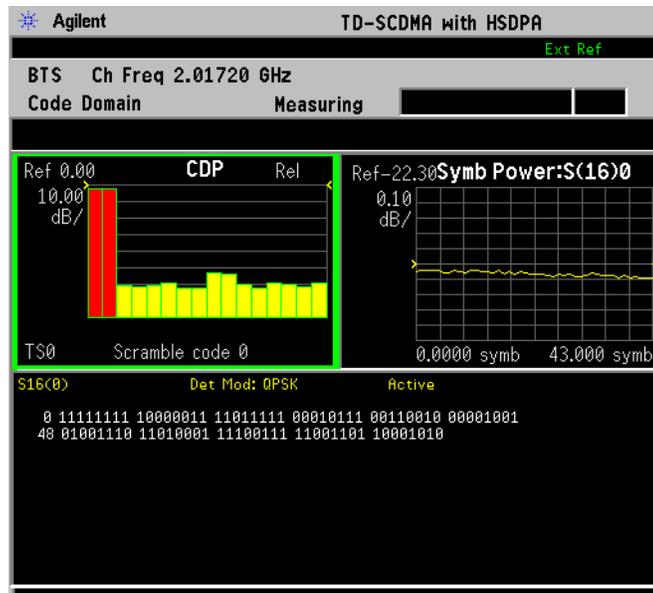 Agilent TD-SCDMA with HSDPA
Ext Ref
BTS Ch Freq 2.01720 GHz
Code Domain Measuring
Ref 0.00 CDP Rel
10.00
dB/
TS0 Scramble code 0
Ref-22.30 Symb Power:S(16)0
0.10
dB/
0.0000 symb 43.000 symb
S16(0) Det Mod: QPSK Active
0 11111111 10000011 11011111 00010111 00110010 00001001
48 01001110 11010001 11100111 11001101 10001010